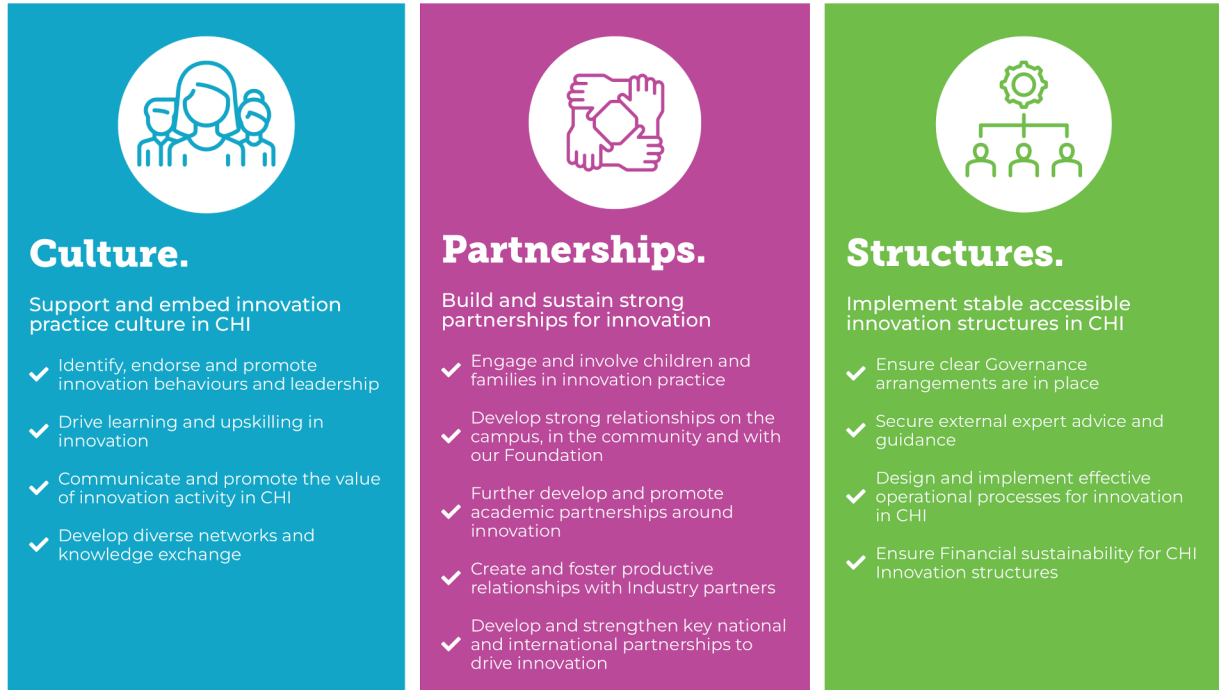 Culture.
Support and embed innovation
practice culture in CHI
Identify, endorse and promote
innovation behaviours and leadership
Drive learning and upskilling in
innovation
Communicate and promote the value
of innovation activity in CHI
Develop diverse networks and
knowledge exchange
Partnerships.
Build and sustain strong
partnerships for innovation
Engage and involve children and
families in innovation practice
Develop strong relationships on the
campus, in the community and with
our Foundation
Further develop and promote
academic partnerships around
innovation
Create and foster productive
relationships with Industry partners
Develop and strengthen key national
and international partnerships to
drive innovation
Structures.
Implement stable accessible
innovation structures in CHI
Ensure clear Governance
arrangements are in place
Secure external expert advice and
guidance
Design and implement effective
operational processes for innovation
in CHI
Ensure Financial sustainability for CHI
Innovation structures